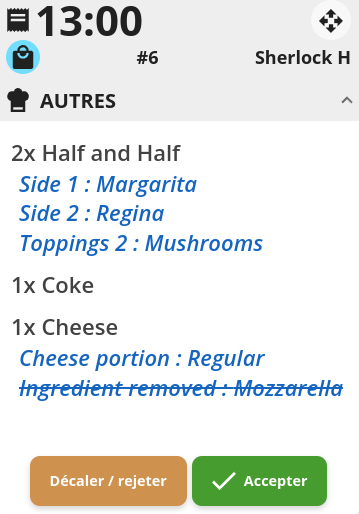 13:00
#6 Sherlock H
AUTRES
2x Half and Half
Side 1 : Margarita
Side 2 : Regina
Toppings 2 : Mushrooms
1x Coke
1x Cheese
Cheese portion : Regular
Ingredient removed : Mozzarella
Décaler / rejeter Accepter